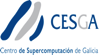 CESGA
Centro de Supercomputación de Galicia